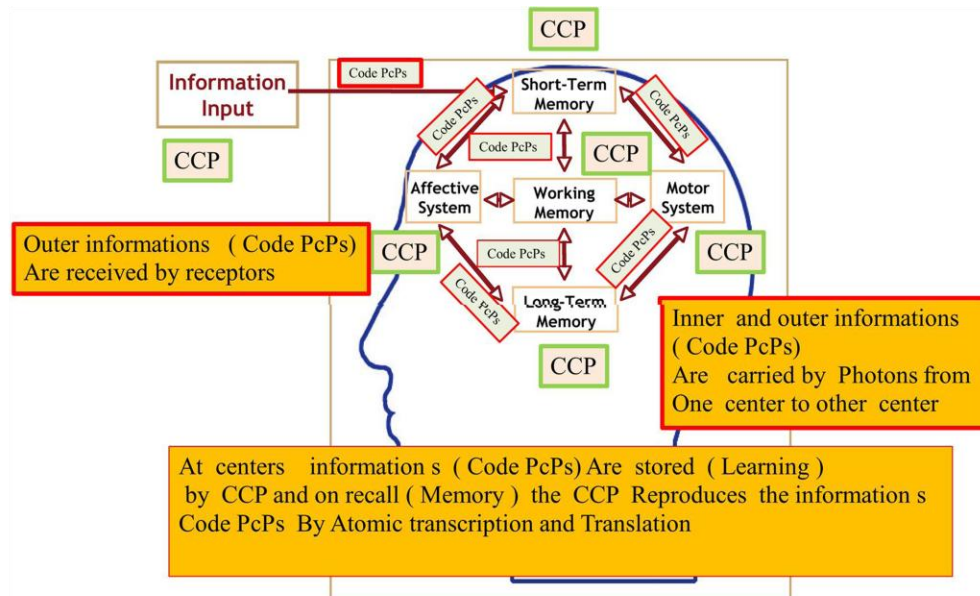 CCP
Code PcPs
Information
Input
Short-Term
Memory
Code PcPs
Code PcPs
Code PcPs
CCP
CCP
Affective
System
Working
Memory
Motor
System
Outer informations ( Code PcPs)
Are received by receptors
CCP
Code PcPs
Code PcPs
CCP
Code PcPs
Long-Term
Memory
Inner and outer informations
( Code PcPs)
Are carried by Photons from
One center to other center
CCP
At centers information s ( Code PcPs) Are stored ( Learning )
by CCP and on recall ( Memory ) the CCP Reproduces the information s
Code PcPs By Atomic transcription and Translation